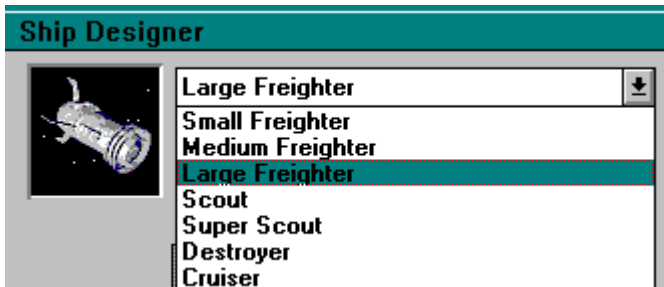 Ship Designer
Large Freighter
Small Freighter
Medium Freighter
Large Freighter
Scout
Super Scout
Destroyer
Cruiser